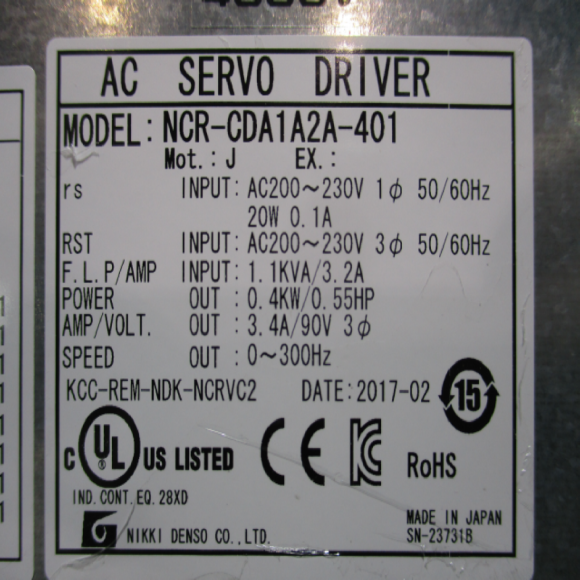 AC SERVO DRIVER
MODEL: NCR-CDA1A2A-401
Mot.: J EX.:
rs INPUT: AC200~230V 1φ 50/60Hz
20W 0.1A
RST INPUT: AC200~230V 3φ 50/60Hz
F.L.P/AMP INPUT: 1.1KVA/3.2A
POWER OUT : 0.4KW/0.55HP
AMP/VOLT. OUT : 3.4A/90V 3φ
SPEED OUT : 0~300Hz
KCC-REM-NDK-NCRVC2 DATE: 2017-02 15
C UL US LISTED CE KC RoHS
IND. CONT. EQ. 28XD
NIKKI DENSO CO., LTD.
MADE IN JAPAN
SN-23731B